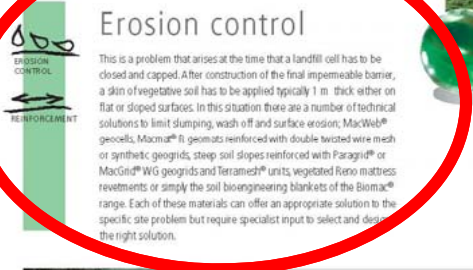 Erosion control
EROSION
CONTROL
REINFORCEMENT
This is a problem that arises at the time that a landfill cell has to be
closed and capped. After construction of the final impermeable barrier,
a skin of vegetative soil has to be applied typically 1 m thick either on
flat or sloped surfaces. In this situation there are a number of technical
solutions to limit slumping, wash off and surface erosion; MacWeb®
geocells, Macmat® R geomats reinforced with double twisted wire mesh
or synthetic geogrids, steep soil slopes reinforced with Paragrid® or
MacGrid® WG geogrids and Terramesh® units, vegetated Reno mattress
revetments or simply the soil bioengineering blankets of the Biomac®
range. Each of these materials can offer an appropriate solution to the
specific site problem but require specialist input to select and design
the right solution.